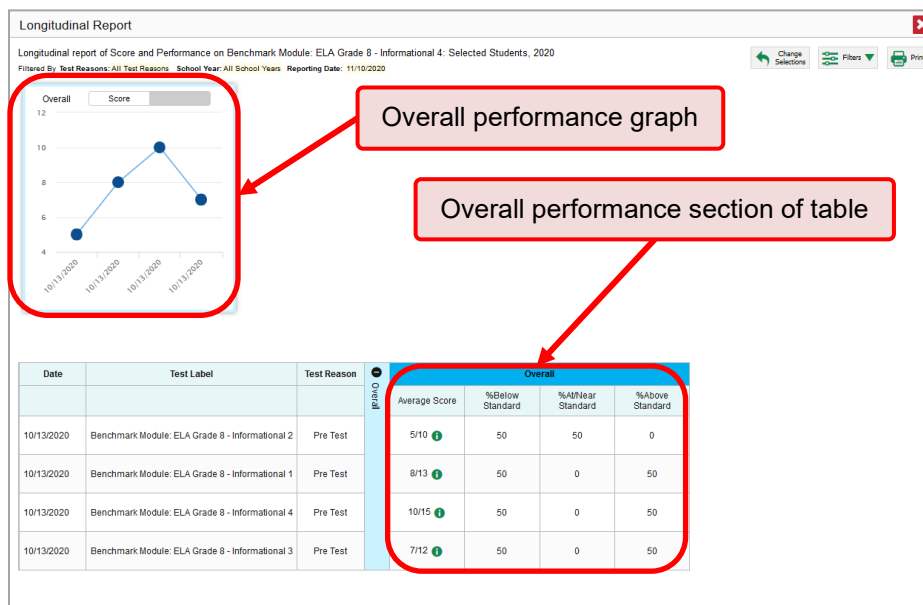 Longitudinal Report
Longitudinal report of Score and Performance on Benchmark Module: ELA Grade 8 - Informational 4: Selected Students, 2020
Filtered By Test Reasons: All Test Reasons School Year: All School Years Reporting Date: 11/10/2020
Change Selections
Filters
Prin
Overall Score
12
10
8
6
4
10/13/2020 10/13/2020 10/13/2020 10/13/2020
Overall performance graph
Overall performance section of table
Date Test Label Test Reason Overall Overall
Average Score %Below Standard %At/Near Standard %Above Standard
10/13/2020 Benchmark Module: ELA Grade 8 - Informational 2 Pre Test 5/10 50 50 0
10/13/2020 Benchmark Module: ELA Grade 8 - Informational 1 Pre Test 8/13 50 0 50
10/13/2020 Benchmark Module: ELA Grade 8 - Informational 4 Pre Test 10/15 50 0 50
10/13/2020 Benchmark Module: ELA Grade 8 - Informational 3 Pre Test 7/12 50 0 50